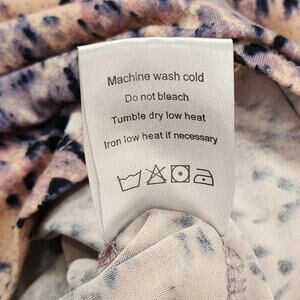 Machine wash cold
Do not bleach
Tumble dry low heat
Iron low heat if necessary